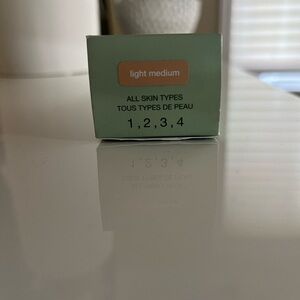 light medium
ALL SKIN TYPES
TOUS TYPES DE PEAU
1, 2, 3, 4